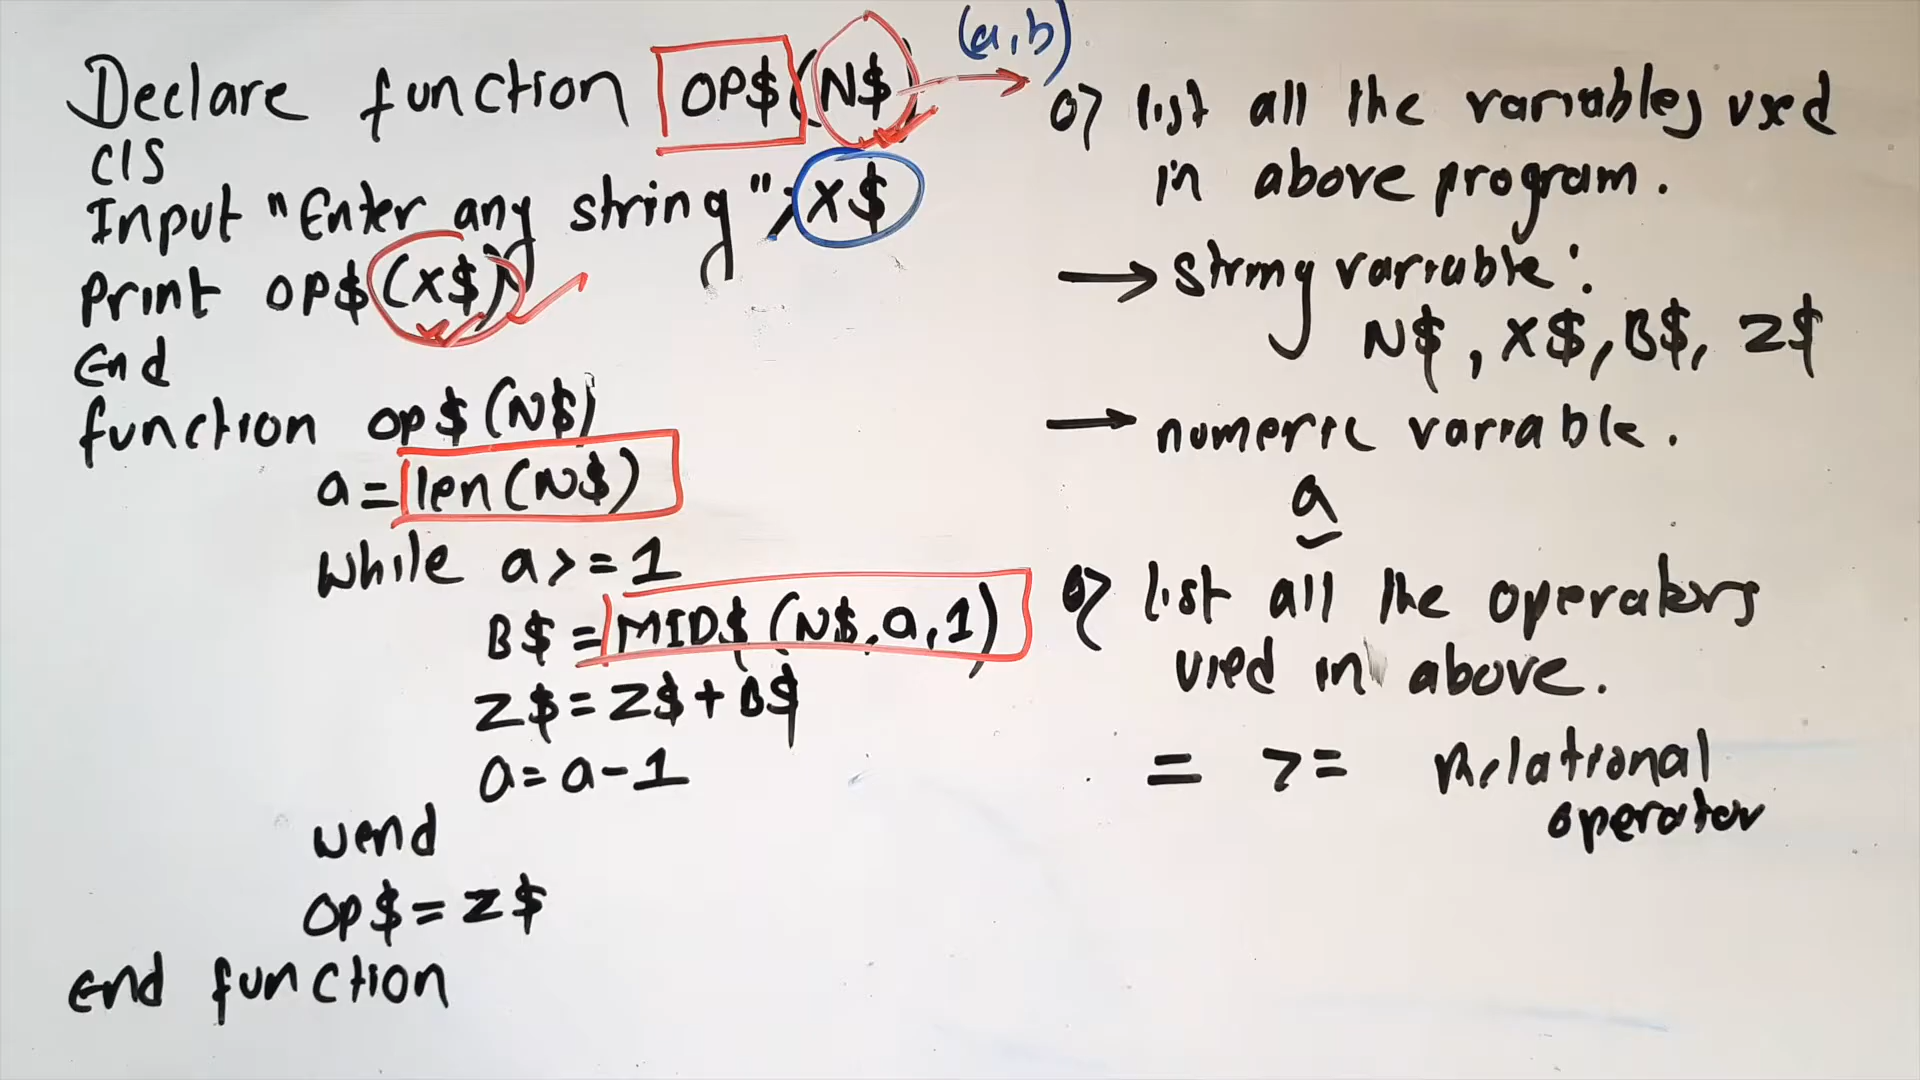 Declare function OP$(N$)
(a,b)
ClS
Input "Enter any string"; X$
Print OP$(X$)
End
function OP$(N$)
a=len(N$)
while a>=1
B$=MID$(N$,a,1)
Z$=Z$+B$
a=a-1
wend
OP$=Z$
End function
Q7 list all the variables used
in above program.
→ string variable:
N$, X$, B$, Z$
→ numeric variable.
a
Q7 list all the operators
used in above.
= >= Relational
operator